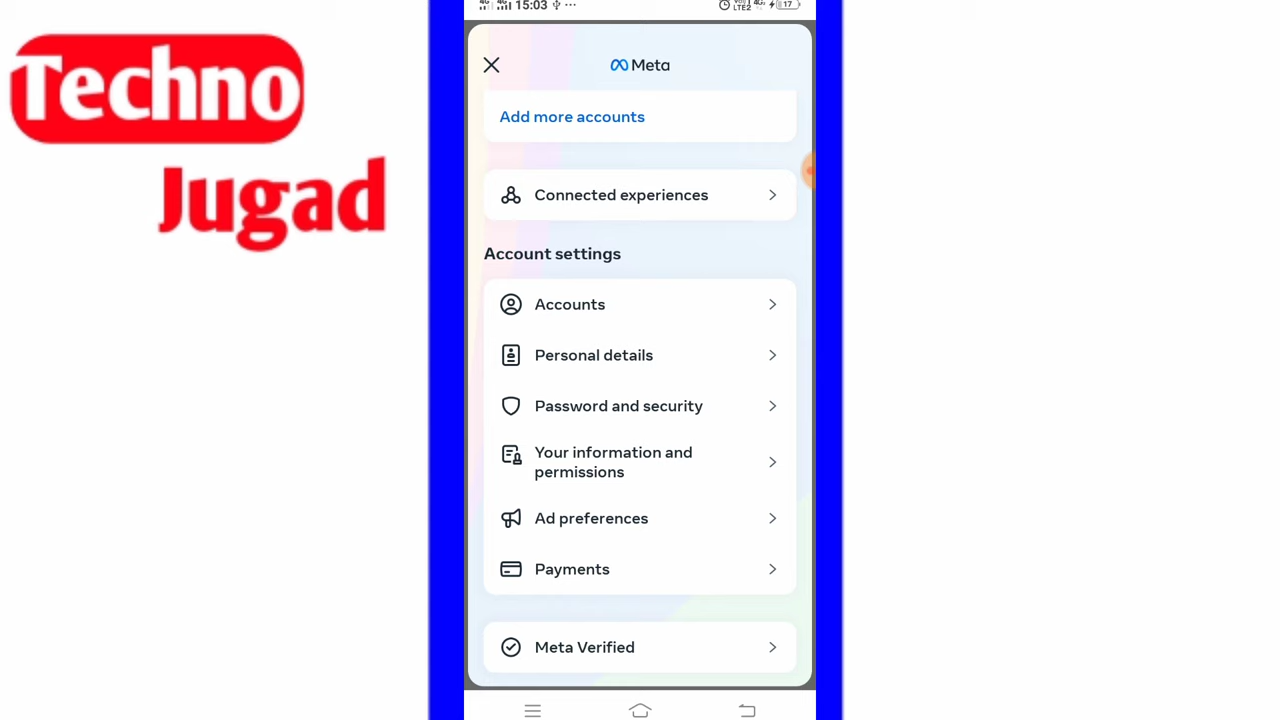 Techno
Jugad
15:03 ...
17
Meta
Add more accounts
Connected experiences
Account settings
Accounts
Personal details
Password and security
Your information and
permissions
Ad preferences
Payments
Meta Verified